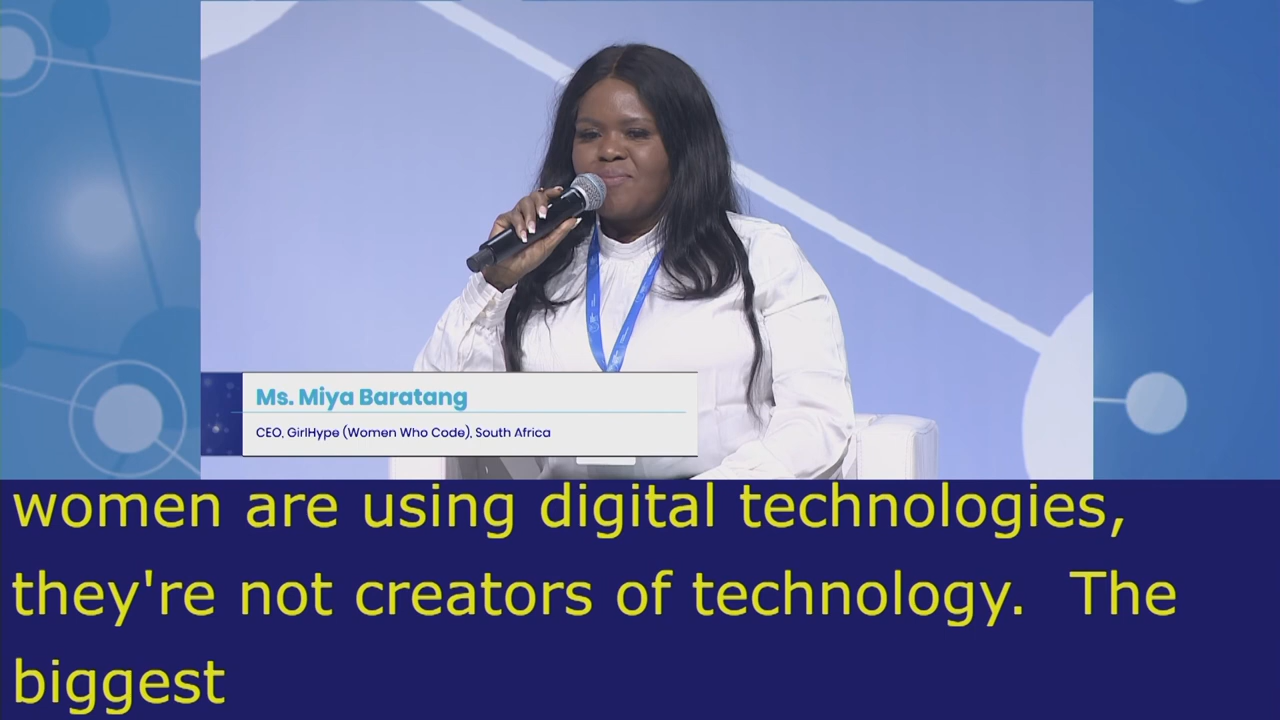 Ms. Miya Baratang
CEO, GirlHype (Women Who Code), South Africa
women are using digital technologies,
they're not creators of technology.  The
biggest